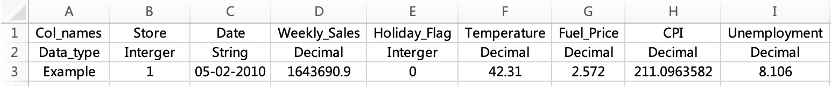 A B C D E F G H I
1 Col_names Store Date Weekly_Sales Holiday_Flag Temperature Fuel_Price CPI Unemployment
2 Data_type Interger String Decimal Interger Decimal Decimal Decimal Decimal
3 Example 1 05-02-2010 1643690.9 0 42.31 2.572 211.0963582 8.106